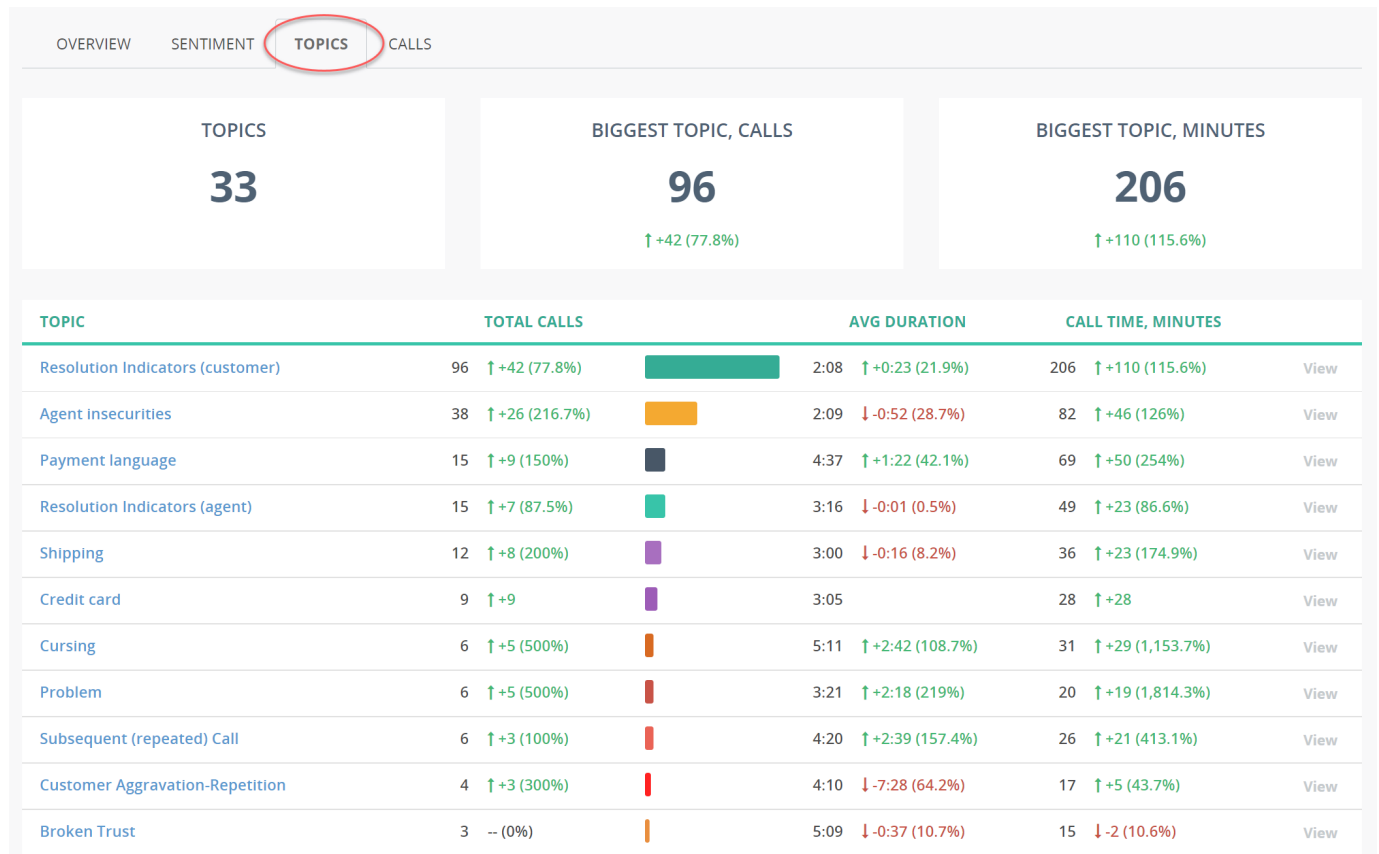 OVERVIEW SENTIMENT TOPICS CALLS
TOPICS
33
BIGGEST TOPIC, CALLS
96
↑ +42 (77.8%)
BIGGEST TOPIC, MINUTES
206
↑ +110 (115.6%)
TOPIC TOTAL CALLS AVG DURATION CALL TIME, MINUTES
Resolution Indicators (customer) 96 ↑ +42 (77.8%) 2:08 ↑ +0:23 (21.9%) 206 ↑ +110 (115.6%) View
Agent insecurities 38 ↑ +26 (216.7%) 2:09 ↓ -0:52 (28.7%) 82 ↑ +46 (126%) View
Payment language 15 ↑ +9 (150%) 4:37 ↑ +1:22 (42.1%) 69 ↑ +50 (254%) View
Resolution Indicators (agent) 15 ↑ +7 (87.5%) 3:16 ↓ -0:01 (0.5%) 49 ↑ +23 (86.6%) View
Shipping 12 ↑ +8 (200%) 3:00 ↓ -0:16 (8.2%) 36 ↑ +23 (174.9%) View
Credit card 9 ↑ +9 3:05 28 ↑ +28 View
Cursing 6 ↑ +5 (500%) 5:11 ↑ +2:42 (108.7%) 31 ↑ +29 (1,153.7%) View
Problem 6 ↑ +5 (500%) 3:21 ↑ +2:18 (219%) 20 ↑ +19 (1,814.3%) View
Subsequent (repeated) Call 6 ↑ +3 (100%) 4:20 ↑ +2:39 (157.4%) 26 ↑ +21 (413.1%) View
Customer Aggravation-Repetition 4 ↑ +3 (300%) 4:10 ↓ -7:28 (64.2%) 17 ↑ +5 (43.7%) View
Broken Trust 3 -- (0%) 5:09 ↓ -0:37 (10.7%) 15 ↓ -2 (10.6%) View